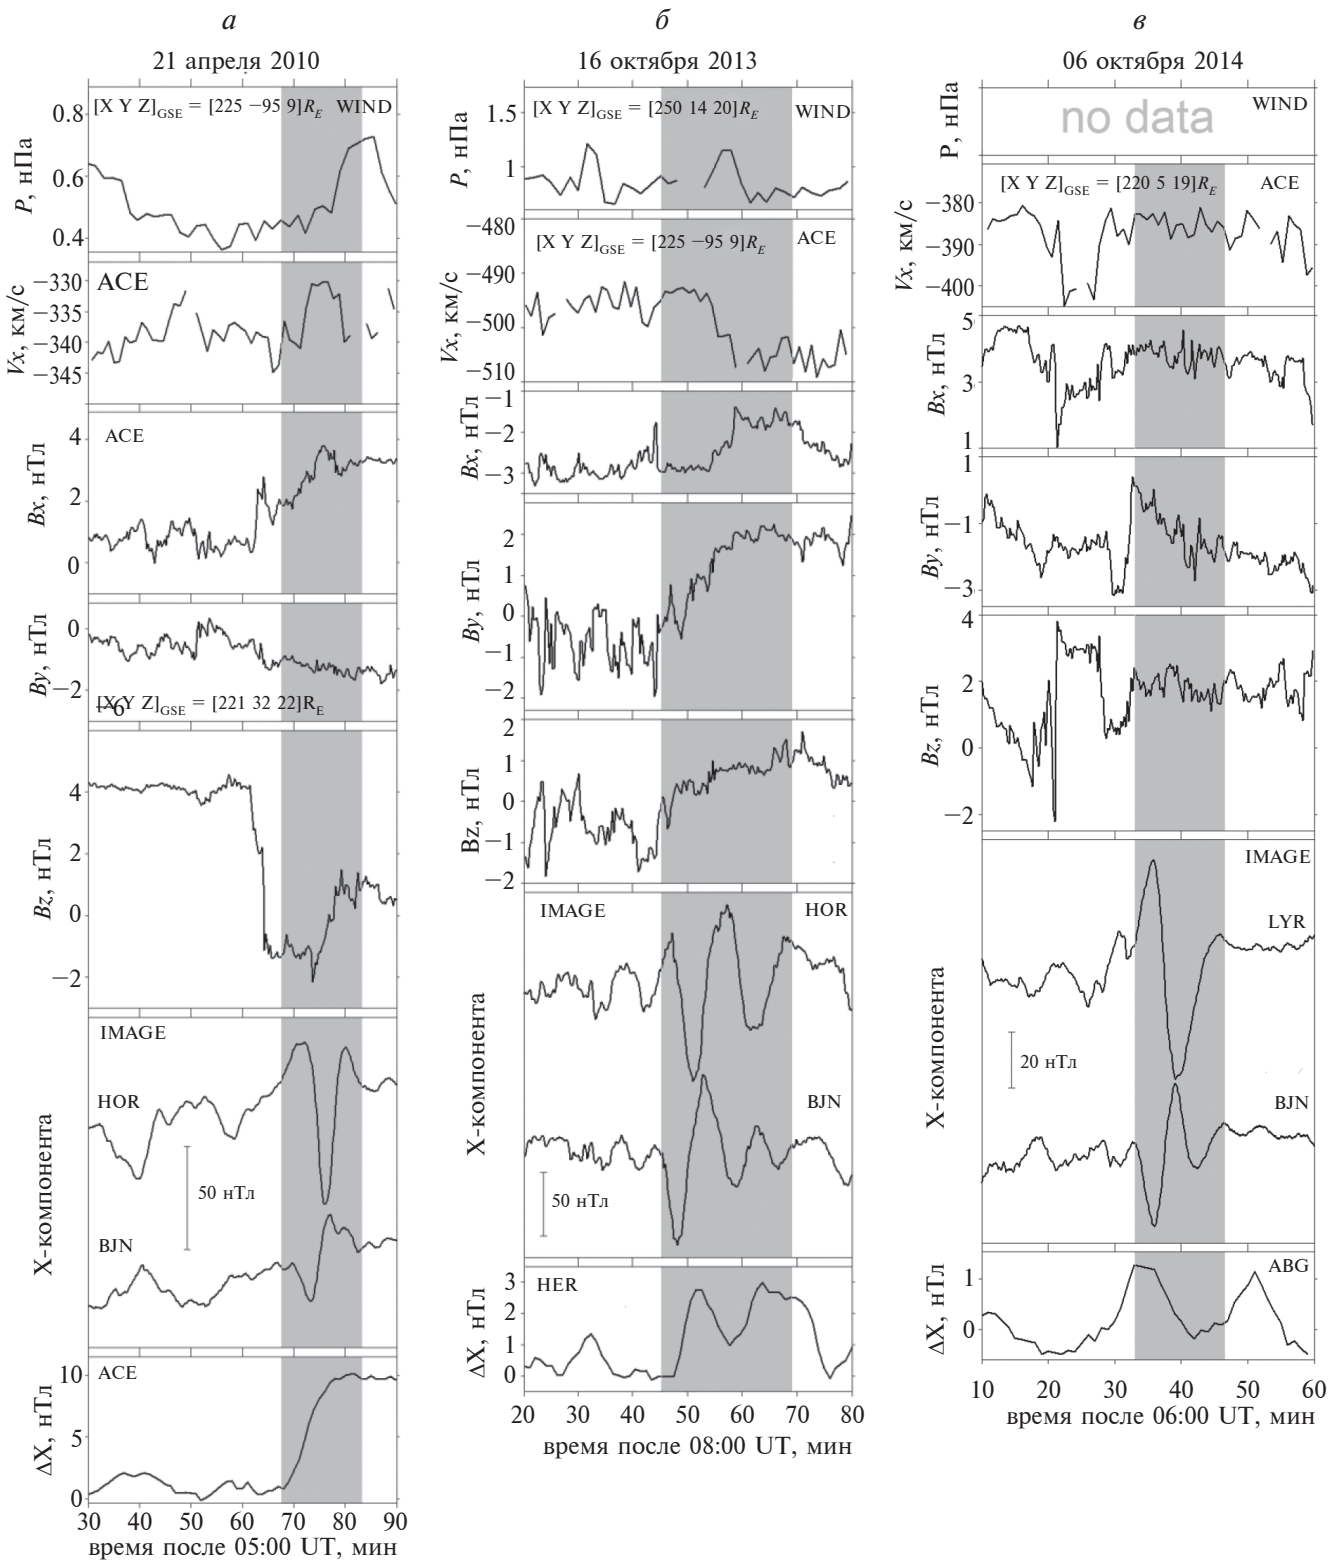 а
21 апреля 2010
[X Y Z]GSE = [225 −95 9]RE WIND
0.8
0.6
0.4
P, нПа
ACE
−330
−335
−340
−345
Vx, км/с
ACE
4
2
0
Bx, нТл
0
−2
By, нТл
−6
[X Y Z]GSE = [221 32 22]RE
4
2
0
−2
Bz, нТл
IMAGE
HOR
50 нТл
BJN
X-компонента
ACE
10
5
0
ΔX, нТл
30 40 50 60 70 80 90
время после 05:00 UT, мин
б
16 октября 2013
[X Y Z]GSE = [250 14 20]RE WIND
1.5
1
P, нПа
−480
[X Y Z]GSE = [225 −95 9]RE ACE
−490
−500
−510
Vx, км/с
−1
−2
−3
Bx, нТл
2
1
0
−1
−2
By, нТл
2
1
0
−1
−2
Bz, нТл
IMAGE HOR
BJN
50 нТл
X-компонента
HER
3
2
1
0
ΔX, нТл
20 30 40 50 60 70 80
время после 08:00 UT, мин
в
06 октября 2014
WIND
no data
P, нПа
[X Y Z]GSE = [220 5 19]RE ACE
−380
−390
−400
Vx, км/с
5
3
1
Bx, нТл
1
−1
−3
By, нТл
4
2
0
−2
Bz, нТл
IMAGE
LYR
20 нТл
BJN
X-компонента
ABG
1
0
ΔX, нТл
10 20 30 40 50 60
время после 06:00 UT, мин